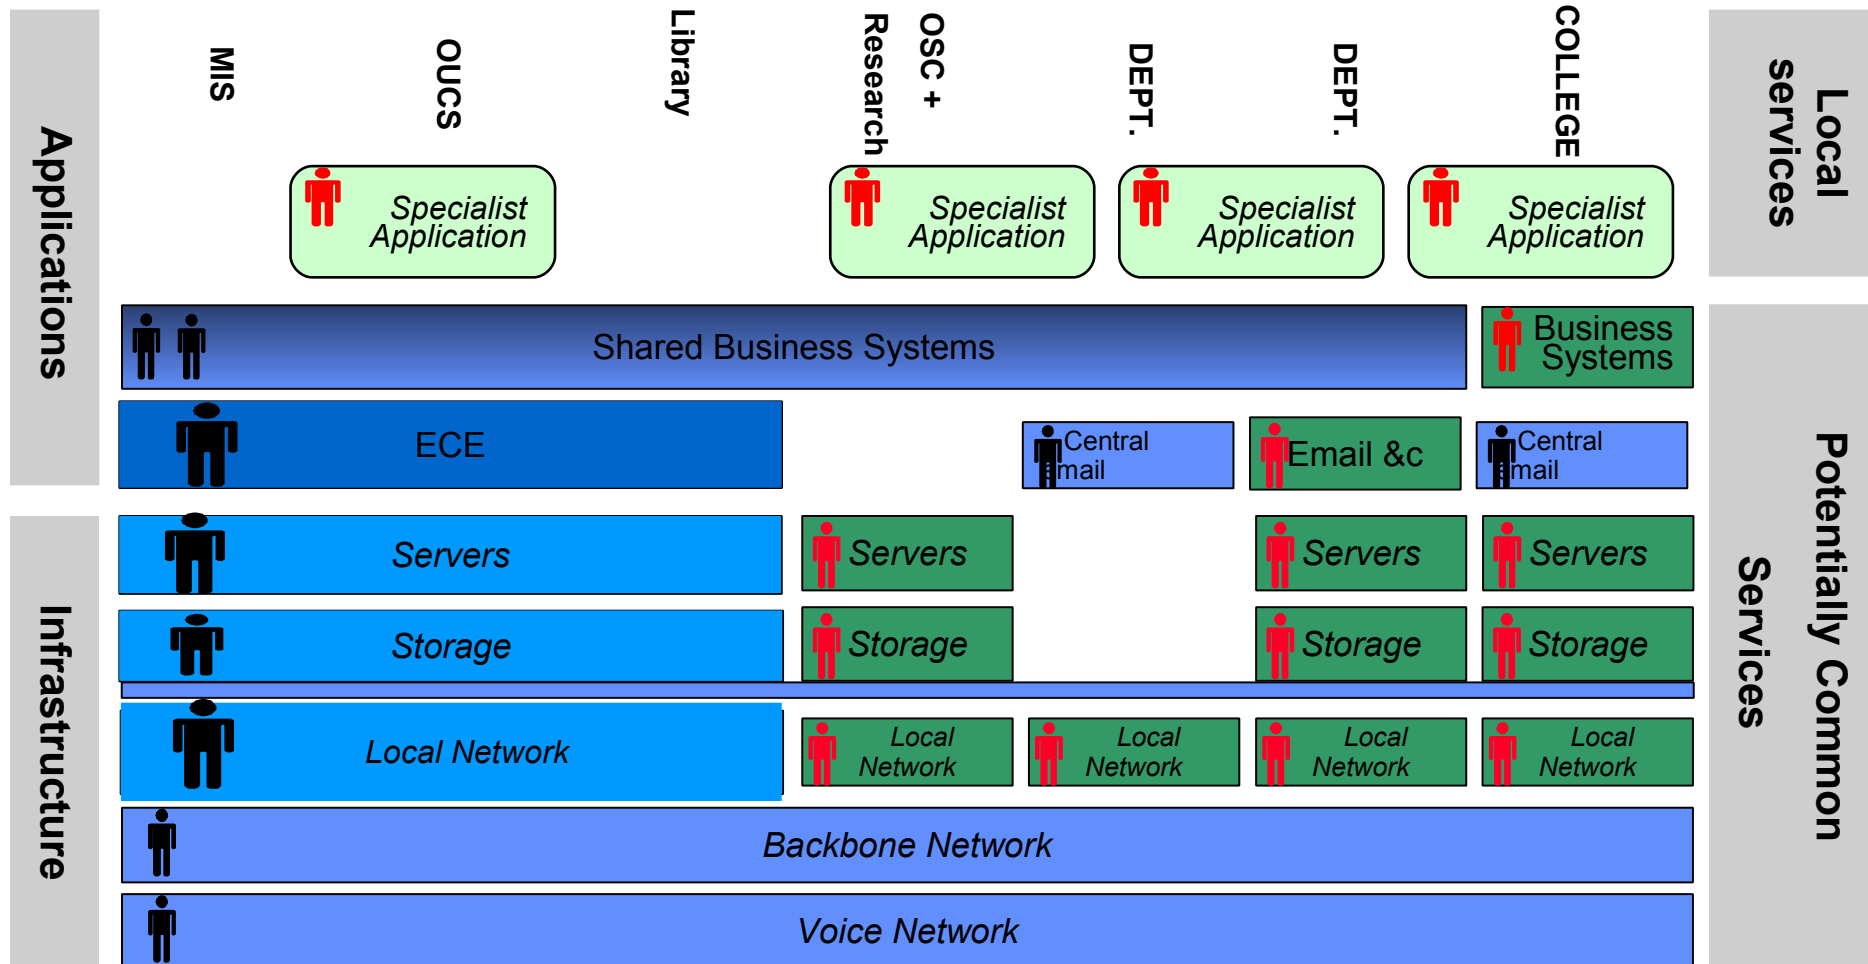 MIS
OUCS
Library
OSC +
Research
DEPT.
DEPT.
COLLEGE
Local
services
Applications
Specialist
Application
Specialist
Application
Specialist
Application
Specialist
Application
Shared Business Systems
Business
Systems
ECE
Central
Email
Email &c
Central
Email
Potentially Common
Services
Infrastructure
Servers
Servers
Servers
Servers
Storage
Storage
Storage
Storage
Local Network
Local
Network
Local
Network
Local
Network
Local
Network
Backbone Network
Voice Network